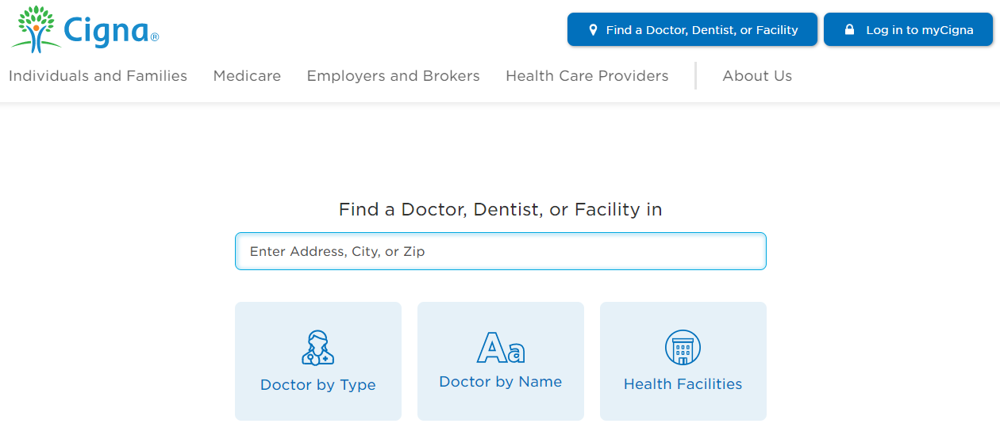 Cigna®
Find a Doctor, Dentist, or Facility
Log in to myCigna
Individuals and Families
Medicare
Employers and Brokers
Health Care Providers
About Us
Find a Doctor, Dentist, or Facility in
Enter Address, City, or Zip
Aa
Doctor by Type
Doctor by Name
Health Facilities